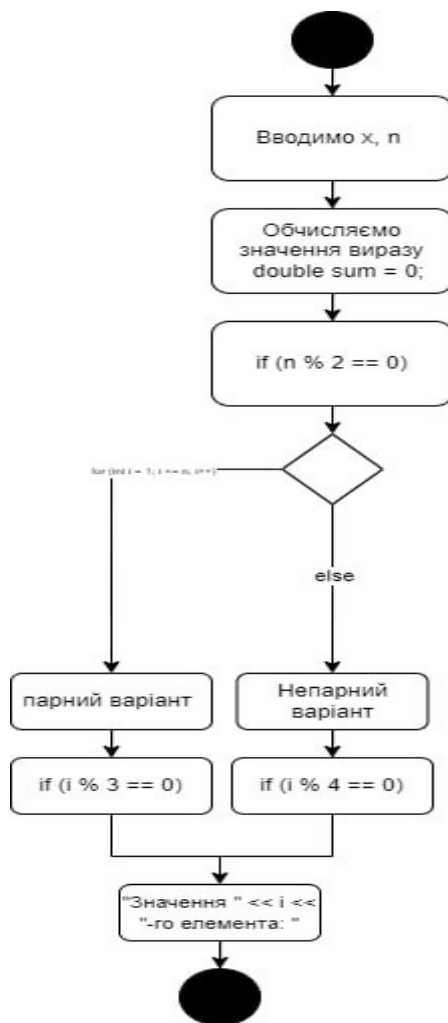 Вводимо x, n
Обчисляємо
значення виразу
double sum = 0;
if (n % 2 == 0)
for (int i = 1; i <= n; i++)
else
парний варіант
Непарний
варіант
if (i % 3 == 0)
if (i % 4 == 0)
"Значення " << i <<
"-го елемента: "